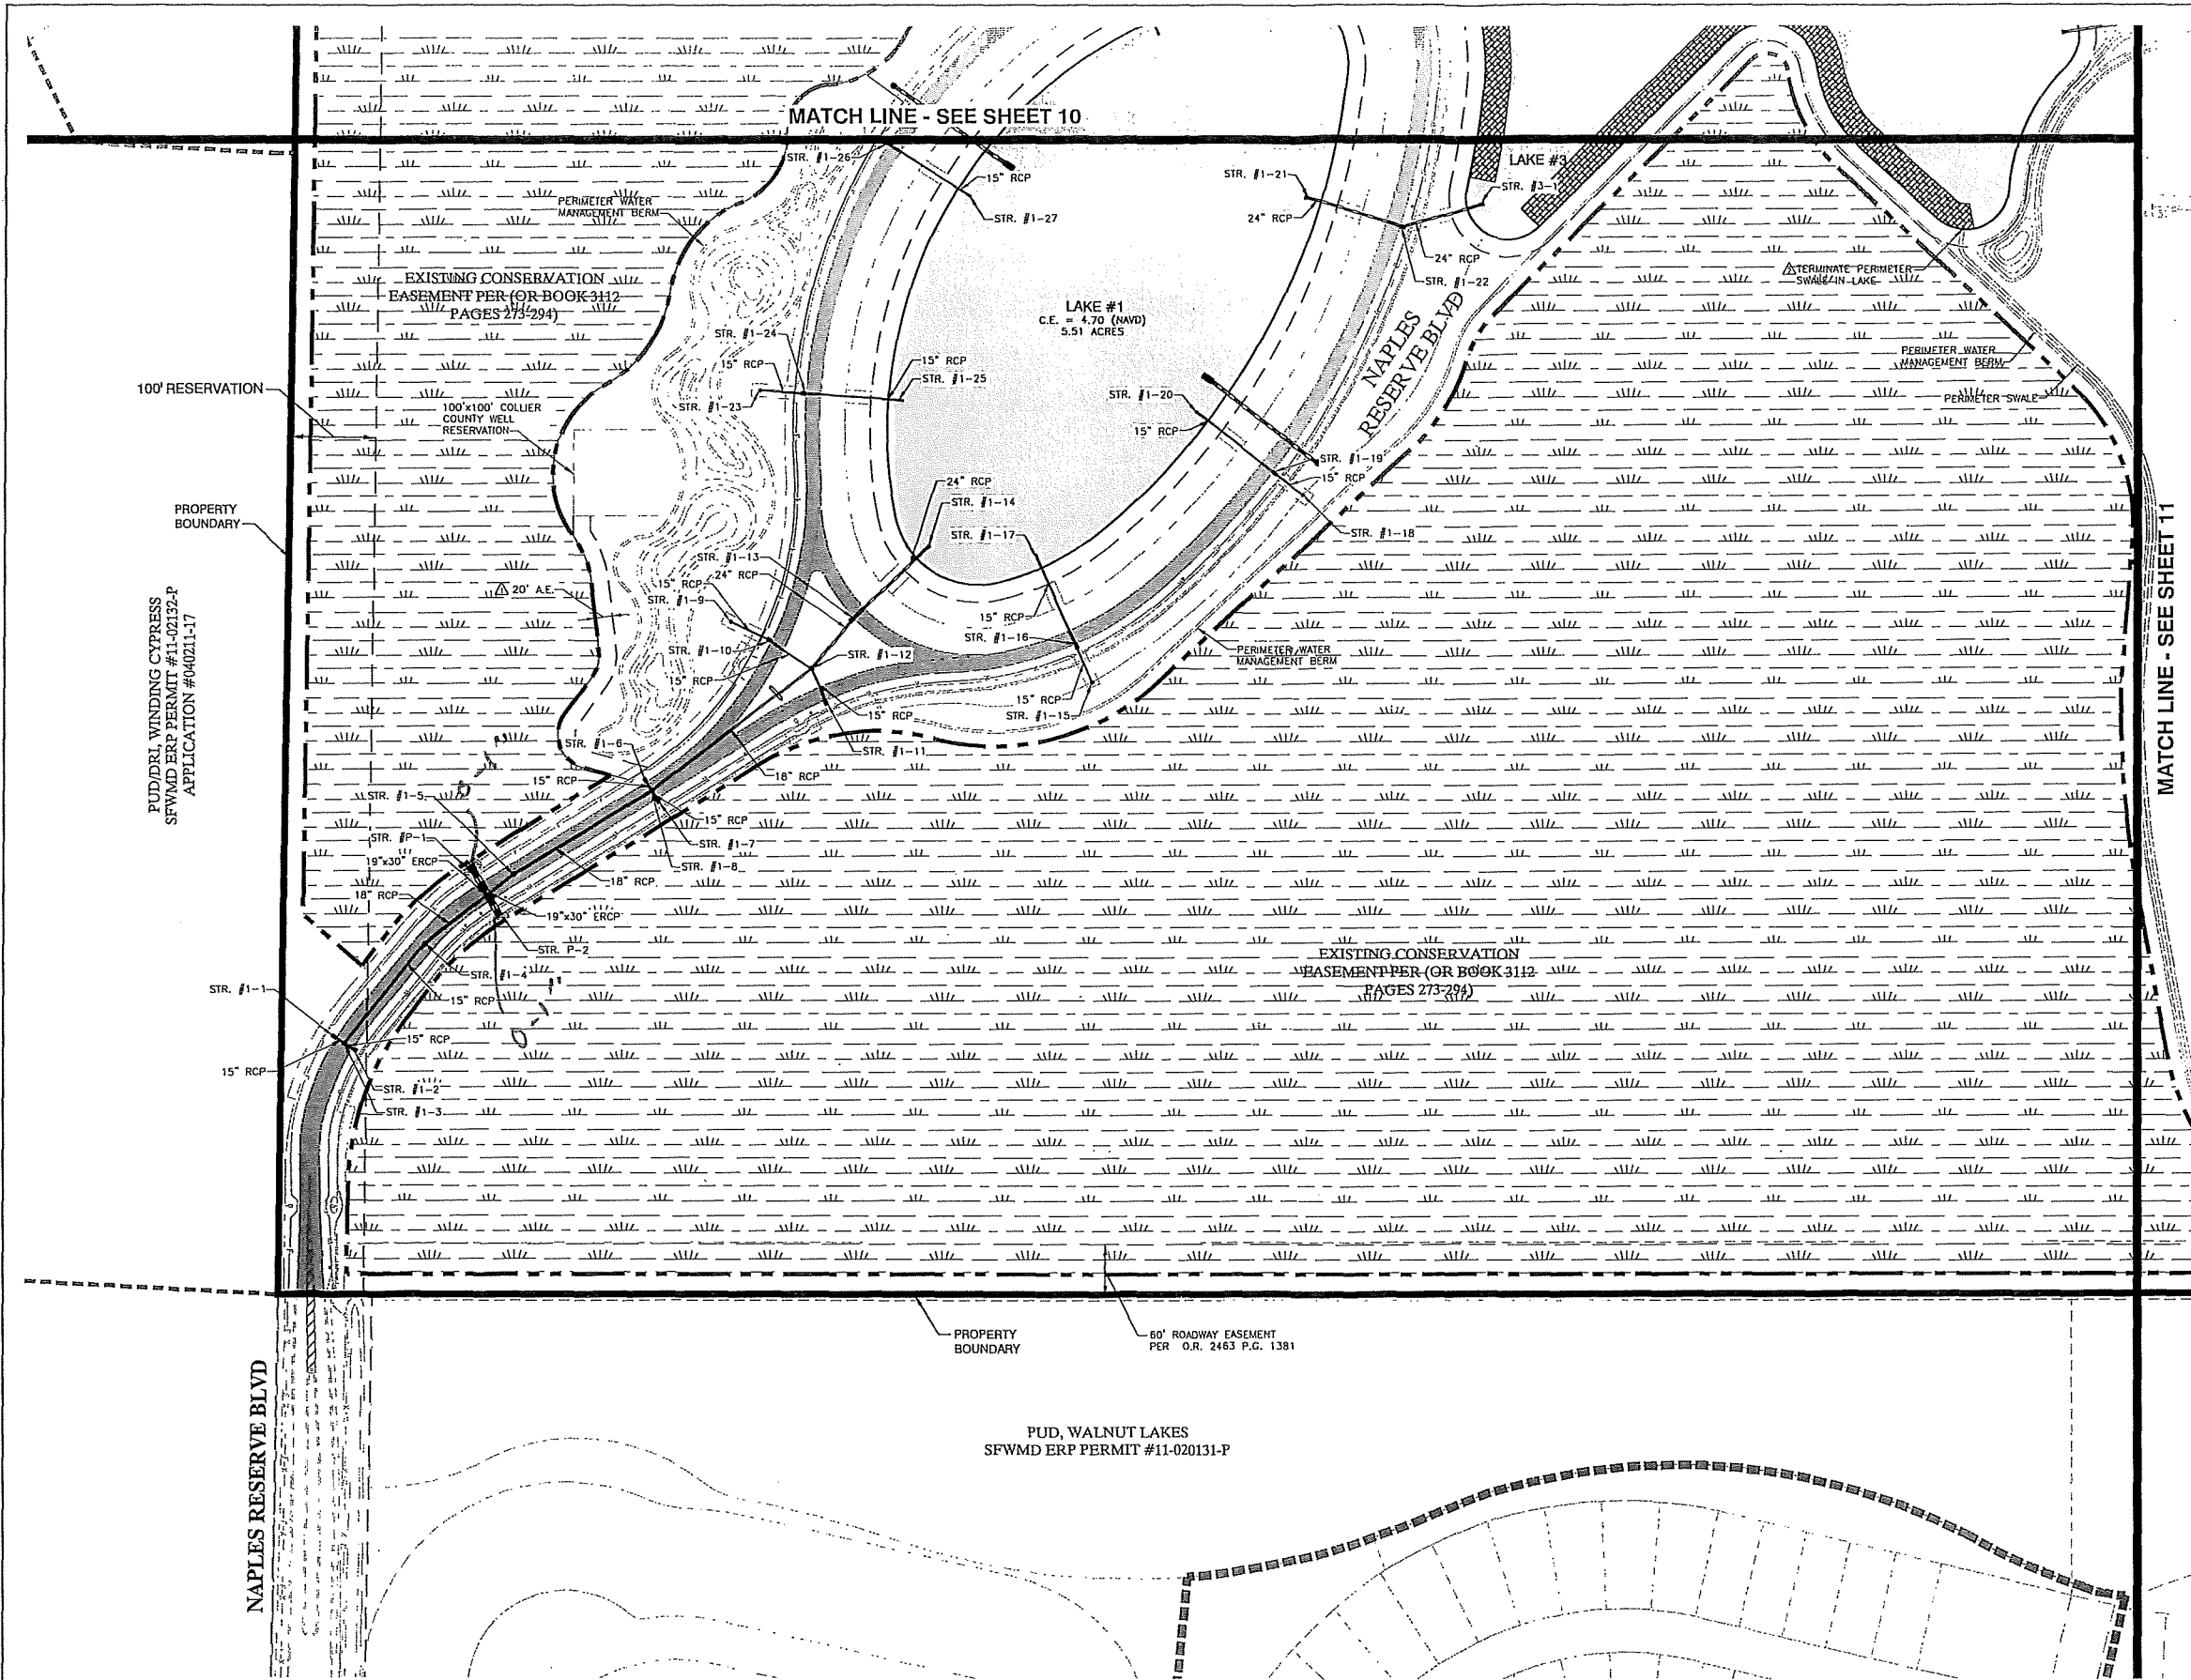 MATCH LINE - SEE SHEET 10
STR. #1-26
15" RCP
STR. #1-27
STR. #1-21
24" RCP
LAKE #3
STR. #3-1
24" RCP
STR. #1-22
PERIMETER WATER
MANAGEMENT BERM
EXISTING CONSERVATION
EASEMENT PER (OR BOOK 3112
PAGES 273-294)
LAKE #1
C.E. = 4.70 (NAVD)
5.51 ACRES
NAPLES
RESERVE BLVD
TERMINATE PERIMETER
SWALE IN LAKE
PERIMETER WATER
MANAGEMENT BERM
PERIMETER SWALE
STR. #1-24
15" RCP
STR. #1-23
15" RCP
STR. #1-25
100' RESERVATION
100'x100' COLLIER
COUNTY WELL
RESERVATION
STR. #1-20
15" RCP
STR. #1-19
15" RCP
STR. #1-18
PROPERTY
BOUNDARY
24" RCP
STR. #1-14
STR. #1-17
MATCH LINE - SEE SHEET 11
PUD/DRI, WINDING CYPRESS
SFWMD ERP PERMIT #11-02132-P
APPLICATION #040211-17
1 20' A.E.
STR. #1-13
24" RCP
15" RCP
STR. #1-9
STR. #1-10
15" RCP
STR. #1-12
15" RCP
STR. #1-16
15" RCP
STR. #1-15
PERIMETER WATER
MANAGEMENT BERM
15" RCP
STR. #1-11
18" RCP
STR. #1-6
15" RCP
STR. #1-5
STR. #P-1
19"x30" ERCP
18" RCP
15" RCP
STR. #1-7
STR. #1-8
18" RCP
19"x30" ERCP
STR. P-2
STR. #1-4
15" RCP
STR. #1-1
15" RCP
15" RCP
STR. #1-2
STR. #1-3
EXISTING CONSERVATION
EASEMENT PER (OR BOOK 3112
PAGES 273-294)
PROPERTY
BOUNDARY
60' ROADWAY EASEMENT
PER O.R. 2463 P.G. 1381
NAPLES RESERVE BLVD
PUD, WALNUT LAKES
SFWMD ERP PERMIT #11-020131-P